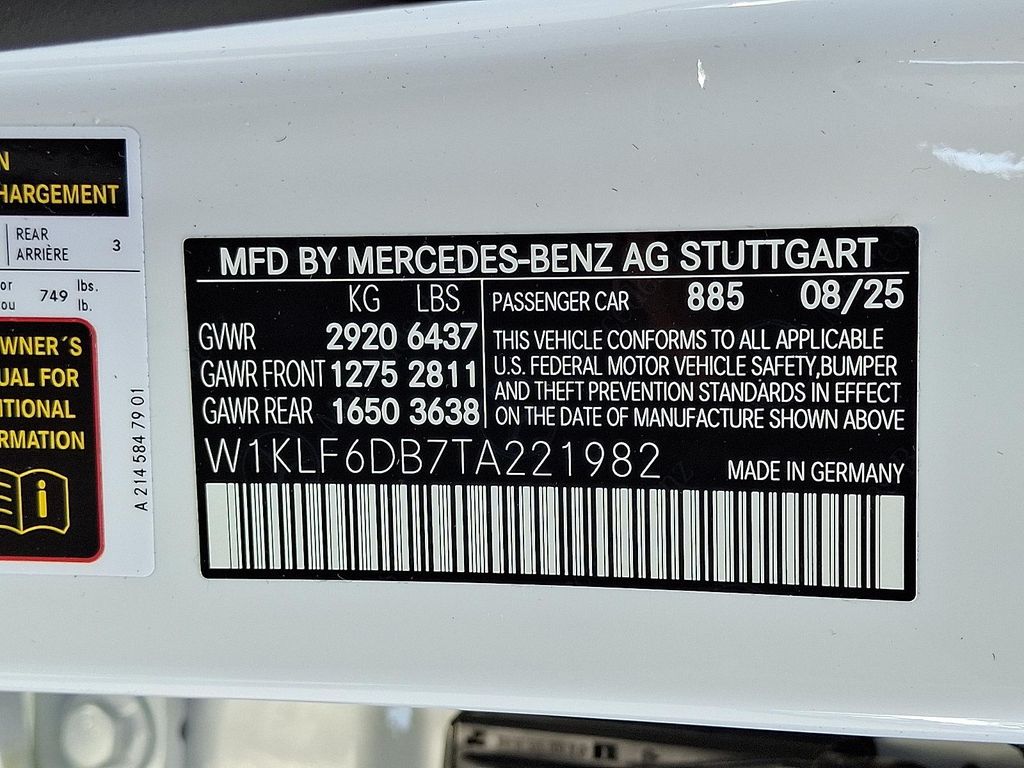 N
HARGEMENT
REAR
ARRIÈRE 3
or
ou 749 lbs.
lb.
WNER´S
UAL FOR
ITIONAL
RMATION
A 214 584 79 01
MFD BY MERCEDES-BENZ AG STUTTGART
KG LBS
GVWR 2920 6437
GAWR FRONT 1275 2811
GAWR REAR 1650 3638
PASSENGER CAR 885 08/25
THIS VEHICLE CONFORMS TO ALL APPLICABLE
U.S. FEDERAL MOTOR VEHICLE SAFETY,BUMPER
AND THEFT PREVENTION STANDARDS IN EFFECT
ON THE DATE OF MANUFACTURE SHOWN ABOVE
W1KLF6DB7TA221982
MADE IN GERMANY